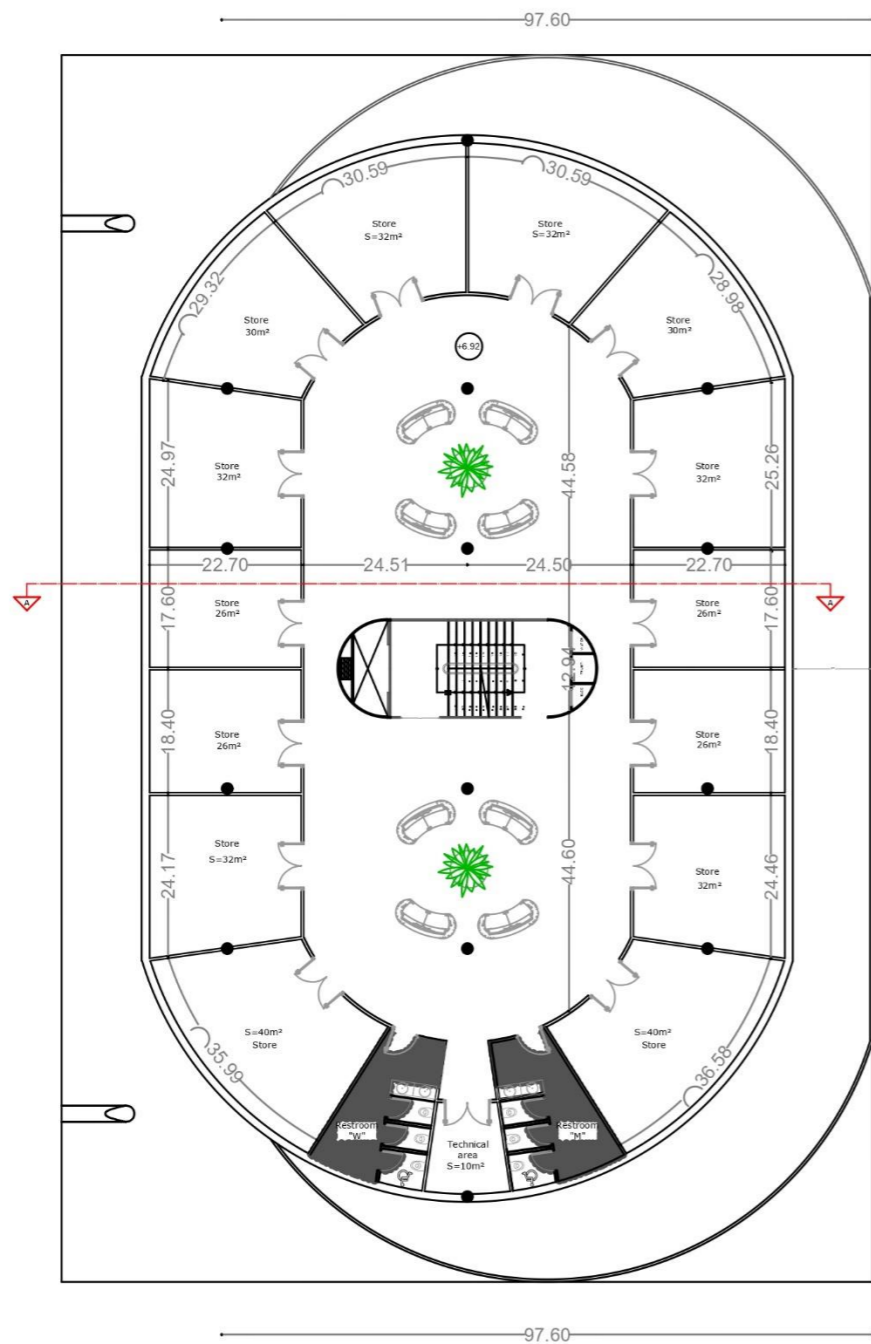 97.60
30.59
30.59
Store
S=32m²
Store
S=32m²
29.32
28.98
Store
30m²
Store
30m²
+6.92
24.97
44.58
25.26
Store
32m²
Store
32m²
22.70
24.51
24.50
22.70
A
A
17.60
Store
26m²
Store
26m²
17.60
12.94
18.40
Store
26m²
Store
26m²
18.40
Store
S=32m²
24.17
44.60
Store
32m²
24.46
S=40m²
Store
S=40m²
Store
35.99
36.58
Restroom
"W"
Restroom
"M"
Technical
area
S=10m²
97.60